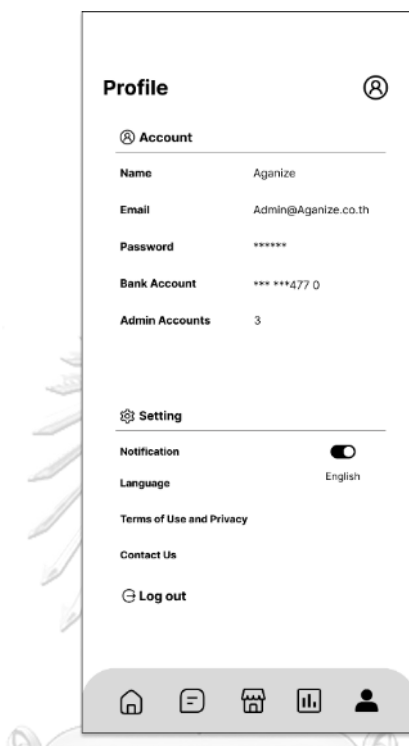 Profile
Account
Name Aganize
Email Admin@Aganize.co.th
Password ******
Bank Account *** ***477 0
Admin Accounts 3
Setting
Notification
Language English
Terms of Use and Privacy
Contact Us
Log out